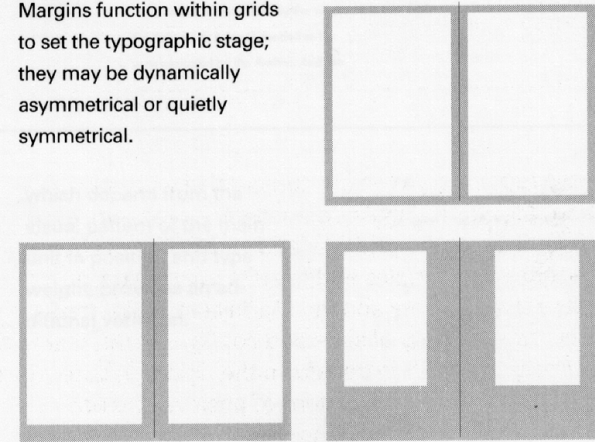 Margins function within grids
to set the typographic stage;
they may be dynamically
asymmetrical or quietly
symmetrical.